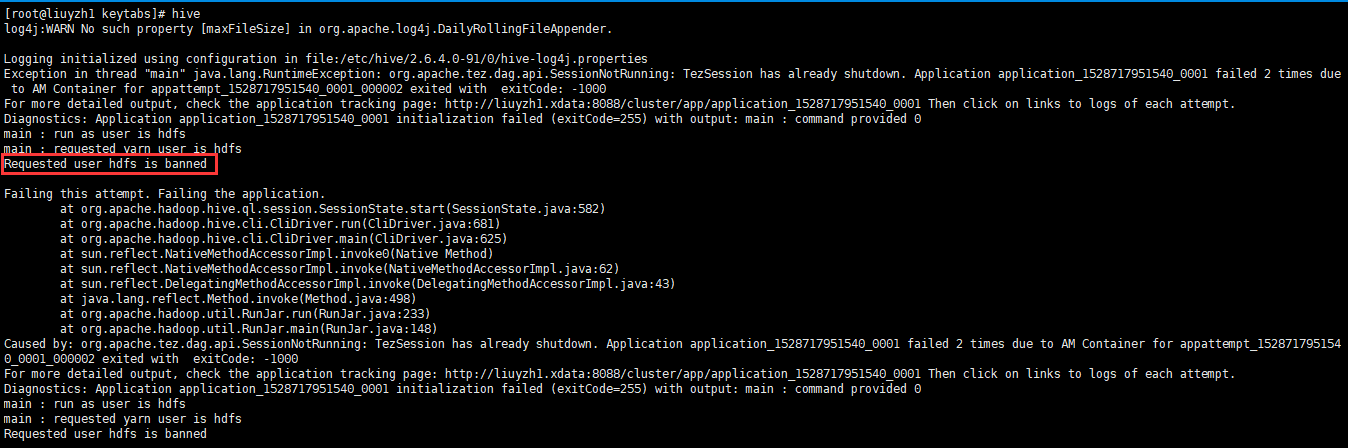 [root@liuyzh1 keytabs]# hive
log4j:WARN No such property [maxFileSize] in org.apache.log4j.DailyRollingFileAppender.
Logging initialized using configuration in file:/etc/hive/2.6.4.0-91/0/hive-log4j.properties
Exception in thread "main" java.lang.RuntimeException: org.apache.tez.dag.api.SessionNotRunning: TezSession has already shutdown. Application application_1528717951540_0001 failed 2 times due
to AM Container for appattempt_1528717951540_0001_000002 exited with  exitCode: -1000
For more detailed output, check the application tracking page: http://liuyzh1.xdata:8088/cluster/app/application_1528717951540_0001 Then click on links to logs of each attempt.
Diagnostics: Application application_1528717951540_0001 initialization failed (exitCode=255) with output: main : command provided 0
main : run as user is hdfs
main : requested yarn user is hdfs
Requested user hdfs is banned
Failing this attempt. Failing the application.
at org.apache.hadoop.hive.ql.session.SessionState.start(SessionState.java:582)
at org.apache.hadoop.hive.cli.CliDriver.run(CliDriver.java:681)
at org.apache.hadoop.hive.cli.CliDriver.main(CliDriver.java:625)
at sun.reflect.NativeMethodAccessorImpl.invoke0(Native Method)
at sun.reflect.NativeMethodAccessorImpl.invoke(NativeMethodAccessorImpl.java:62)
at sun.reflect.DelegatingMethodAccessorImpl.invoke(DelegatingMethodAccessorImpl.java:43)
at java.lang.reflect.Method.invoke(Method.java:498)
at org.apache.hadoop.util.RunJar.run(RunJar.java:233)
at org.apache.hadoop.util.RunJar.main(RunJar.java:148)
Caused by: org.apache.tez.dag.api.SessionNotRunning: TezSession has already shutdown. Application application_1528717951540_0001 failed 2 times due to AM Container for appattempt_152871795154
0_0001_000002 exited with  exitCode: -1000
For more detailed output, check the application tracking page: http://liuyzh1.xdata:8088/cluster/app/application_1528717951540_0001 Then click on links to logs of each attempt.
Diagnostics: Application application_1528717951540_0001 initialization failed (exitCode=255) with output: main : command provided 0
main : run as user is hdfs
main : requested yarn user is hdfs
Requested user hdfs is banned